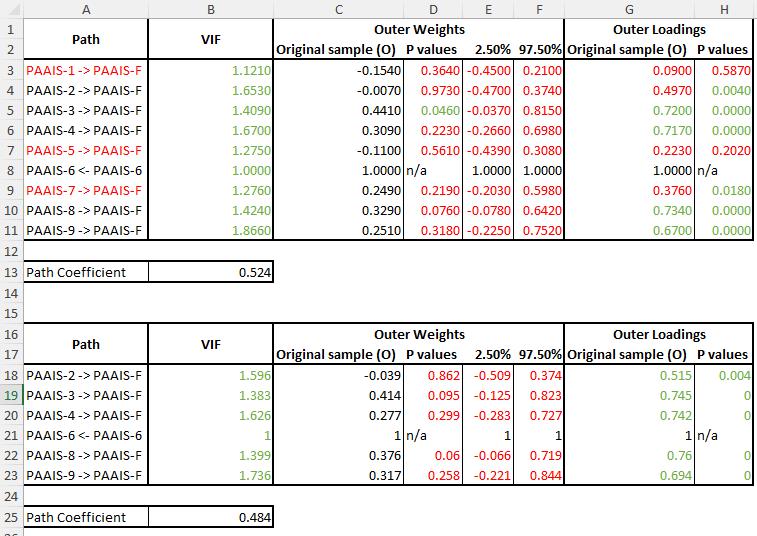 A B C D E F G H
1 Path VIF Outer Weights Outer Loadings
2 Original sample (O) P values 2.50% 97.50% Original sample (O) P values
3 PAAIS-1 -> PAAIS-F 1.1210 -0.1540 0.3640 -0.4500 0.2100 0.0900 0.5870
4 PAAIS-2 -> PAAIS-F 1.6530 -0.0070 0.9730 -0.4700 0.3740 0.4970 0.0040
5 PAAIS-3 -> PAAIS-F 1.4090 0.4410 0.0460 -0.0370 0.8150 0.7200 0.0000
6 PAAIS-4 -> PAAIS-F 1.6700 0.3090 0.2230 -0.2660 0.6980 0.7170 0.0000
7 PAAIS-5 -> PAAIS-F 1.2750 -0.1100 0.5610 -0.4390 0.3080 0.2230 0.2020
8 PAAIS-6 <- PAAIS-6 1.0000 1.0000 n/a 1.0000 1.0000 1.0000 n/a
9 PAAIS-7 -> PAAIS-F 1.2760 0.2490 0.2190 -0.2030 0.5980 0.3760 0.0180
10 PAAIS-8 -> PAAIS-F 1.4240 0.3290 0.0760 -0.0780 0.6420 0.7340 0.0000
11 PAAIS-9 -> PAAIS-F 1.8660 0.2510 0.3180 -0.2250 0.7520 0.6700 0.0000
12
13 Path Coefficient 0.524
14
15
16 Path VIF Outer Weights Outer Loadings
17 Original sample (O) P values 2.50% 97.50% Original sample (O) P values
18 PAAIS-2 -> PAAIS-F 1.596 -0.039 0.862 -0.509 0.374 0.515 0.004
19 PAAIS-3 -> PAAIS-F 1.383 0.414 0.095 -0.125 0.823 0.745 0
20 PAAIS-4 -> PAAIS-F 1.626 0.277 0.299 -0.283 0.727 0.742 0
21 PAAIS-6 <- PAAIS-6 1 1 n/a 1 1 1 n/a
22 PAAIS-8 -> PAAIS-F 1.399 0.376 0.06 -0.066 0.719 0.76 0
23 PAAIS-9 -> PAAIS-F 1.736 0.317 0.258 -0.221 0.844 0.694 0
24
25 Path Coefficient 0.484